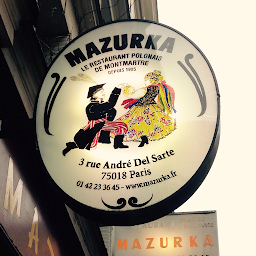 MAZURKA
LE RESTAURANT POLONAIS
DE MONTMARTRE
DEPUIS 1985
3 rue André Del Sarte
75018 Paris
01 42 23 36 45 - www.mazurka.fr
MAZURKA